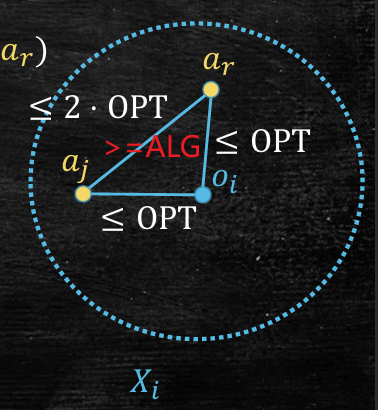 a_r)
a_r
≤ 2 · OPT
>=ALG
≤ OPT
a_j
o_i
≤ OPT
X_i